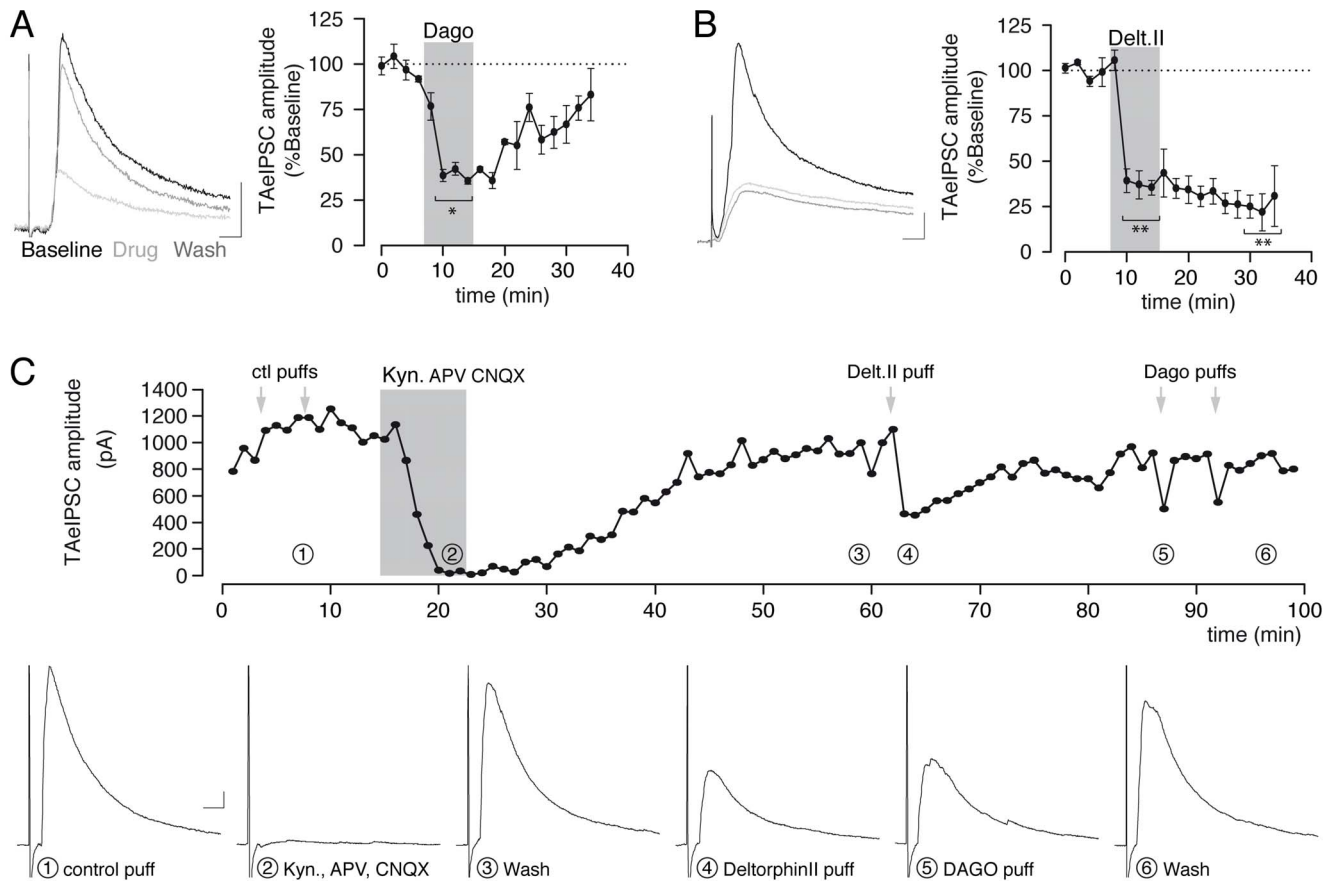 A
TAeIPSC amplitude
(%Baseline)
125
100
75
50
25
0
Dago
*
0 10 20 30 40
time (min)
Baseline Drug Wash
B
TAeIPSC amplitude
(%Baseline)
125
100
75
50
25
0
Delt.II
**
**
0 10 20 30 40
time (min)
C
TAeIPSC amplitude
(pA)
1400
1200
1000
800
600
400
200
0
ctl puffs
Kyn. APV CNQX
Delt.II puff
Dago puffs
① ② ③ ④ ⑤ ⑥
0 10 20 30 40 50 60 70 80 90 100
time (min)
① control puff
② Kyn., APV, CNQX
③ Wash
④ DeltorphinII puff
⑤ DAGO puff
⑥ Wash